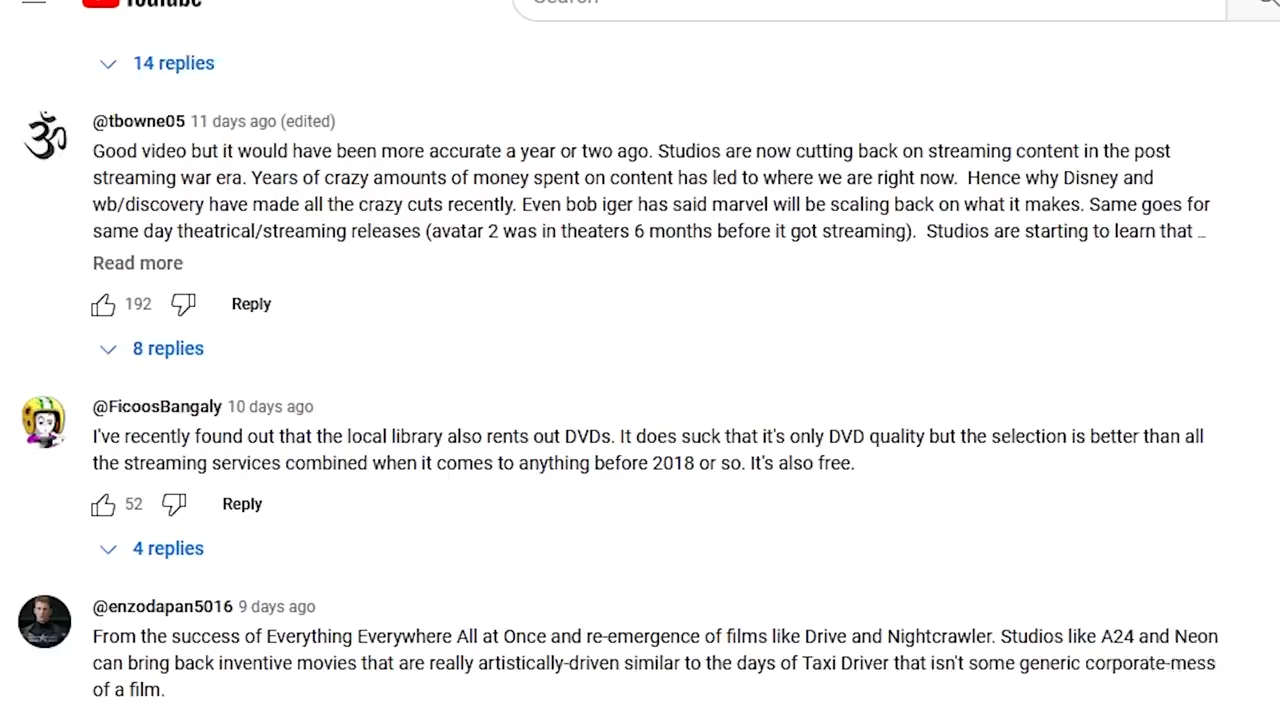 YouTube
Search
14 replies
@tbowne05 11 days ago (edited)
Good video but it would have been more accurate a year or two ago. Studios are now cutting back on streaming content in the post
streaming war era. Years of crazy amounts of money spent on content has led to where we are right now. Hence why Disney and
wb/discovery have made all the crazy cuts recently. Even bob iger has said marvel will be scaling back on what it makes. Same goes for
same day theatrical/streaming releases (avatar 2 was in theaters 6 months before it got streaming). Studios are starting to learn that ...
Read more
192 Reply
8 replies
@FicoosBangaly 10 days ago
I've recently found out that the local library also rents out DVDs. It does suck that it's only DVD quality but the selection is better than all
the streaming services combined when it comes to anything before 2018 or so. It's also free.
52 Reply
4 replies
@enzodapan5016 9 days ago
From the success of Everything Everywhere All at Once and re-emergence of films like Drive and Nightcrawler. Studios like A24 and Neon
can bring back inventive movies that are really artistically-driven similar to the days of Taxi Driver that isn't some generic corporate-mess
of a film.